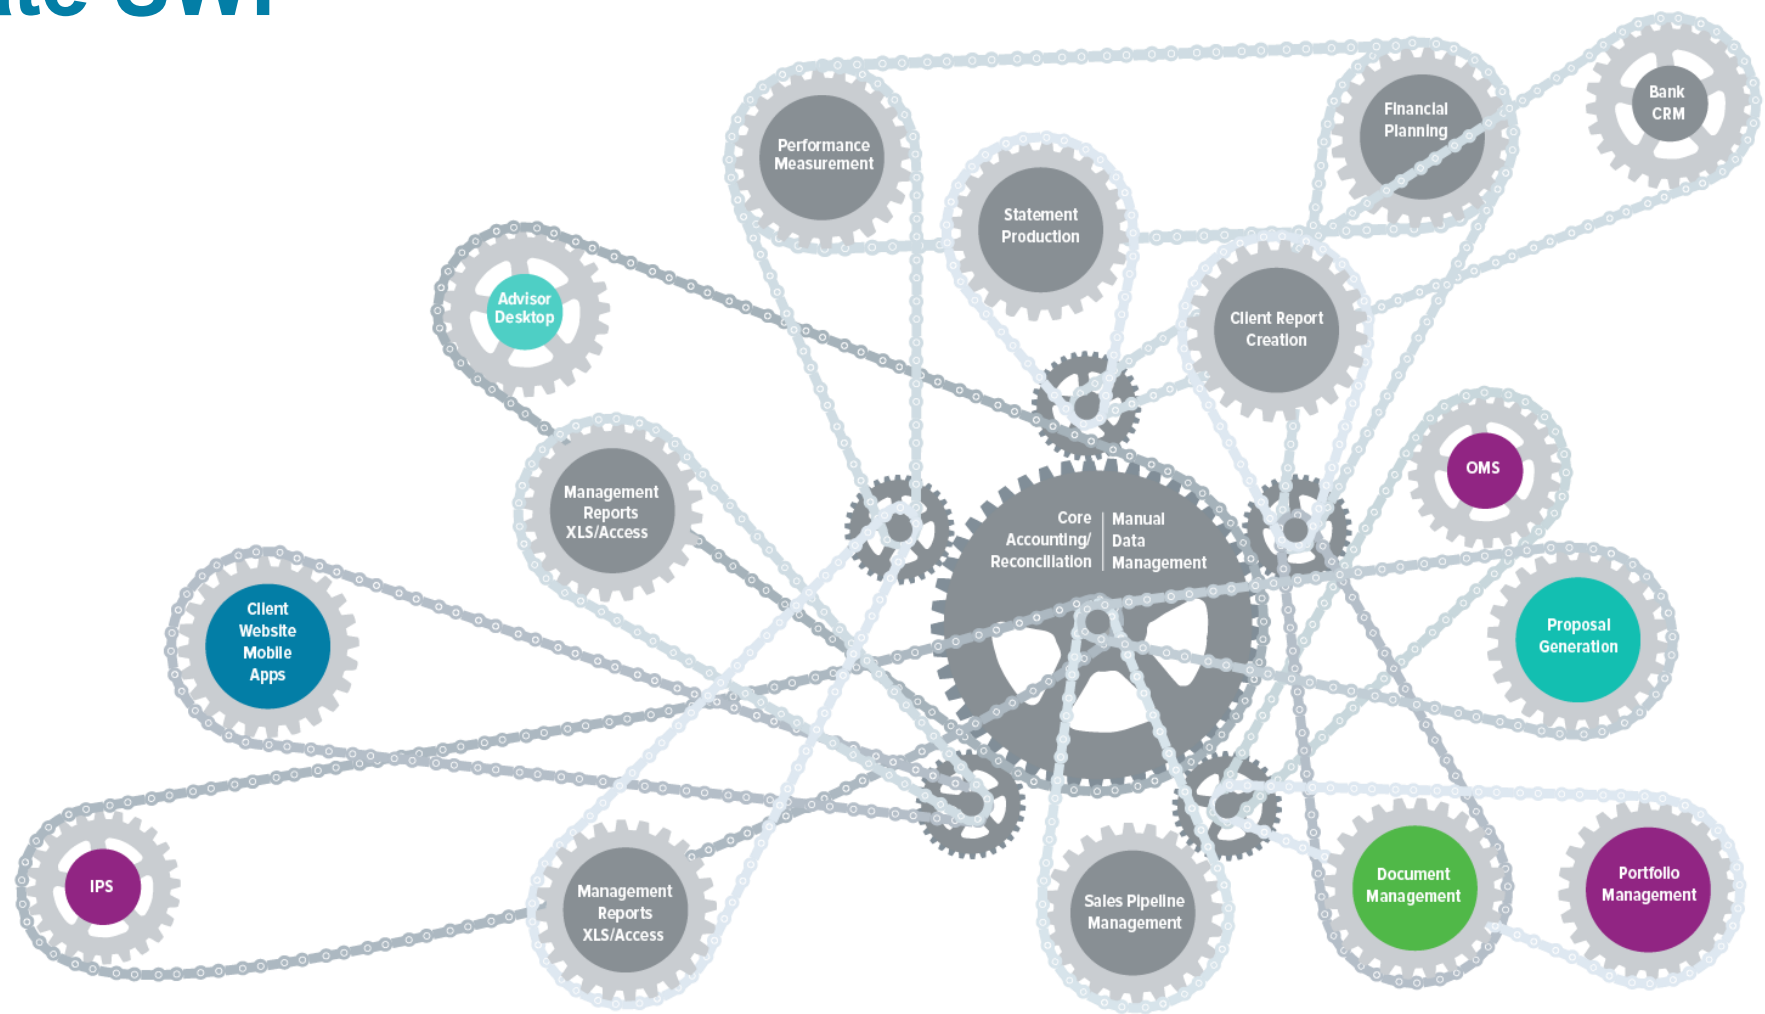 Performance
Measurement
Statement
Production
Financial
Planning
Bank
CRM
Advisor
Desktop
Client Report
Creation
Management
Reports
XLS/Access
OMS
Core
Accounting/
Reconciliation
Manual
Data
Management
Client
Website
Mobile
Apps
Proposal
Generation
IPS
Management
Reports
XLS/Access
Sales Pipeline
Management
Document
Management
Portfolio
Management